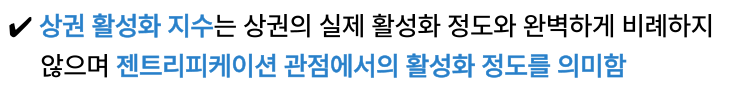 ✔ 상권 활성화 지수는 상권의 실제 활성화 정도와 완벽하게 비례하지
않으며 젠트리피케이션 관점에서의 활성화 정도를 의미함